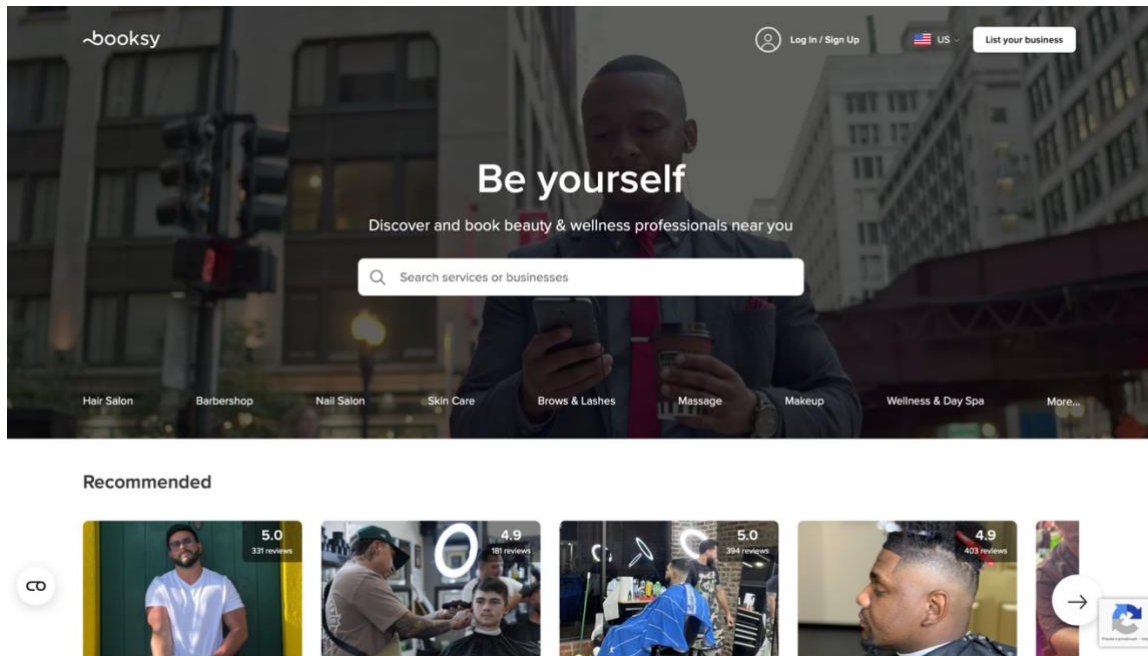 booksy
Log In / Sign Up
US
List your business
Be yourself
Discover and book beauty & wellness professionals near you
Search services or businesses
Hair Salon
Barbershop
Nail Salon
Skin Care
Brows & Lashes
Massage
Makeup
Wellness & Day Spa
More...
Recommended
5.0
331 reviews
4.9
181 reviews
5.0
394 reviews
4.9
403 reviews